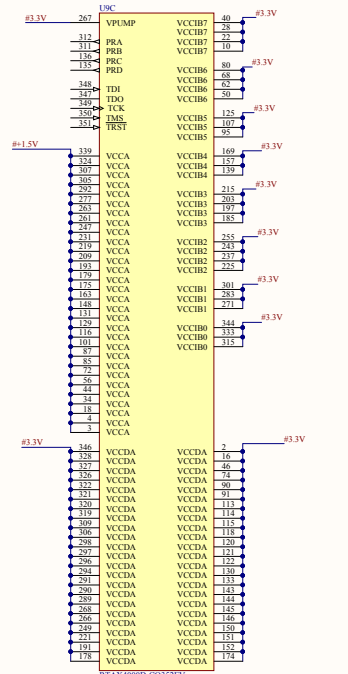 U9C
#3.3V
267 VPUMP
312 PRA
311 PRB
136 PRC
135 PRD
348 TDI
347 TDO
349 TCK
350 TMS
351 TRST
#+1.5V
339 VCCA
324 VCCA
307 VCCA
305 VCCA
292 VCCA
277 VCCA
263 VCCA
261 VCCA
247 VCCA
231 VCCA
219 VCCA
209 VCCA
193 VCCA
179 VCCA
175 VCCA
163 VCCA
148 VCCA
131 VCCA
129 VCCA
116 VCCA
101 VCCA
87 VCCA
85 VCCA
72 VCCA
56 VCCA
44 VCCA
34 VCCA
18 VCCA
4 VCCA
3 VCCA
#3.3V
346 VCCDA
328 VCCDA
327 VCCDA
326 VCCDA
322 VCCDA
321 VCCDA
320 VCCDA
319 VCCDA
309 VCCDA
306 VCCDA
298 VCCDA
297 VCCDA
296 VCCDA
294 VCCDA
291 VCCDA
290 VCCDA
289 VCCDA
268 VCCDA
266 VCCDA
249 VCCDA
221 VCCDA
191 VCCDA
178 VCCDA
#3.3V
VCCIB7 40
VCCIB7 28
VCCIB7 22
VCCIB7 10
#3.3V
VCCIB6 80
VCCIB6 68
VCCIB6 62
VCCIB6 50
#3.3V
VCCIB5 125
VCCIB5 107
VCCIB5 95
#3.3V
VCCIB4 169
VCCIB4 157
VCCIB4 139
#3.3V
VCCIB3 215
VCCIB3 203
VCCIB3 197
VCCIB3 185
#3.3V
VCCIB2 255
VCCIB2 243
VCCIB2 237
VCCIB2 225
#3.3V
VCCIB1 301
VCCIB1 283
VCCIB1 271
#3.3V
VCCIB0 344
VCCIB0 333
VCCIB0 315
#3.3V
VCCDA 2
VCCDA 16
VCCDA 46
VCCDA 74
VCCDA 90
VCCDA 91
VCCDA 113
VCCDA 114
VCCDA 115
VCCDA 118
VCCDA 120
VCCDA 121
VCCDA 122
VCCDA 130
VCCDA 133
VCCDA 143
VCCDA 144
VCCDA 145
VCCDA 146
VCCDA 150
VCCDA 151
VCCDA 152
VCCDA 174